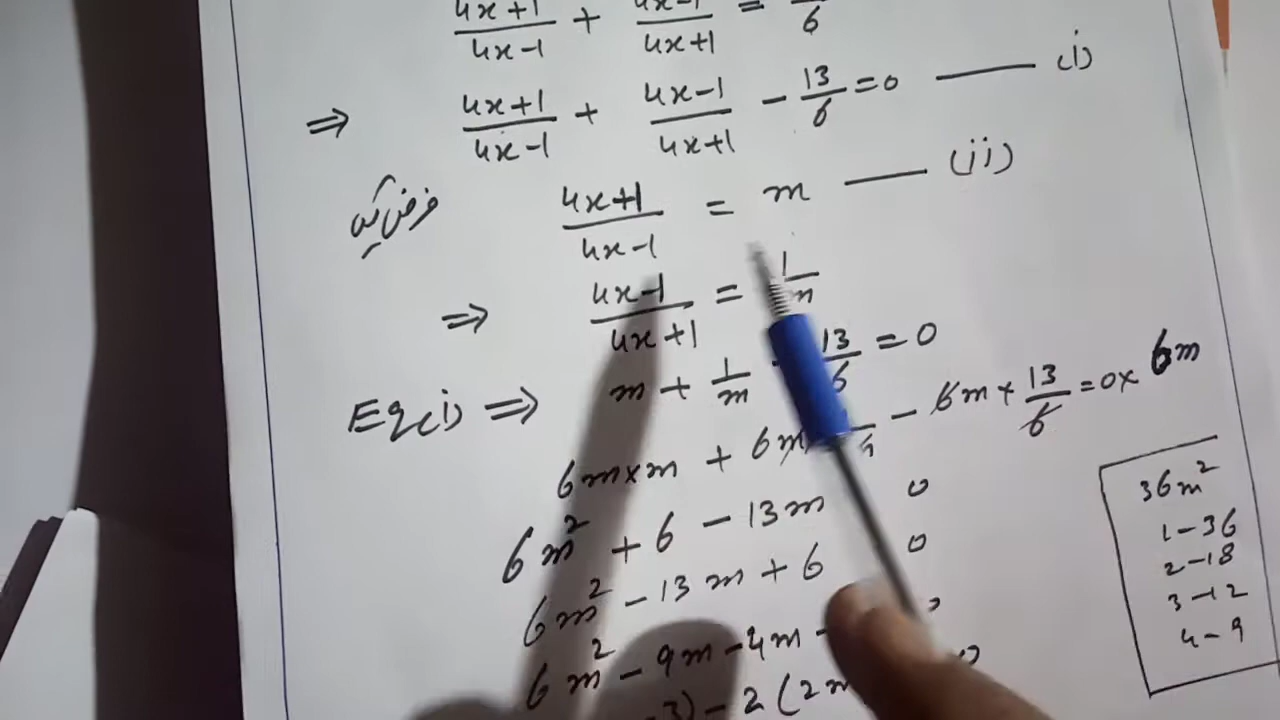 (4x+1)/(4x-1) + (4x-1)/(4x+1) = /6
⇒ (4x+1)/(4x-1) + (4x-1)/(4x+1) - 13/6 = 0 —— (i)
فرض کیا (4x+1)/(4x-1) = m —— (ii)
⇒ (4x-1)/(4x+1) = 1/m
Eq(i) ⇒ m + 1/m 13/6 = 0
6m×m + 6m - 6m × 13/6 = 0× 6m
6m² + 6 - 13m 0
6m² - 13m + 6 0
6m² - 9m - 4m
3) - 2(2m
36m²
1-36
2-18
3-12
4-9